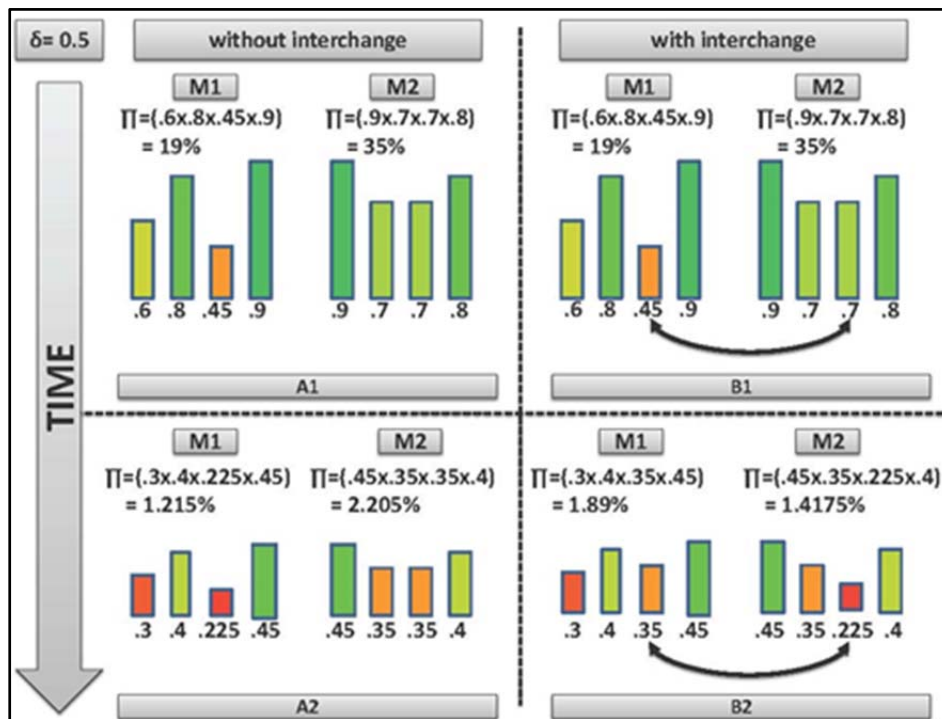 δ= 0.5
without interchange
with interchange
M1
M2
M1
M2
∏=(.6x.8x.45x.9)
= 19%
∏=(.9x.7x.7x.8)
= 35%
∏=(.6x.8x.45x.9)
= 19%
∏=(.9x.7x.7x.8)
= 35%
.6 .8 .45 .9
.9 .7 .7 .8
.6 .8 .45 .9
.9 .7 .7 .8
A1
B1
TIME
M1
M2
M1
M2
∏=(.3x.4x.225x.45)
= 1.215%
∏=(.45x.35x.35x.4)
= 2.205%
∏=(.3x.4x.35x.45)
= 1.89%
∏=(.45x.35x.225x.4)
= 1.4175%
.3 .4 .225 .45
.45 .35 .35 .4
.3 .4 .35 .45
.45 .35 .225 .4
A2
B2